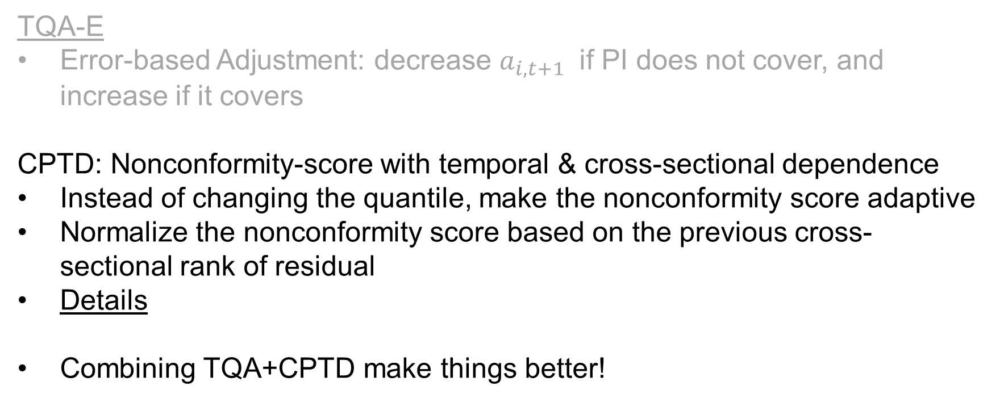 TQA-E
• Error-based Adjustment: decrease a_{i,t+1} if PI does not cover, and
increase if it covers
CPTD: Nonconformity-score with temporal & cross-sectional dependence
• Instead of changing the quantile, make the nonconformity score adaptive
• Normalize the nonconformity score based on the previous cross-
sectional rank of residual
• Details
• Combining TQA+CPTD make things better!